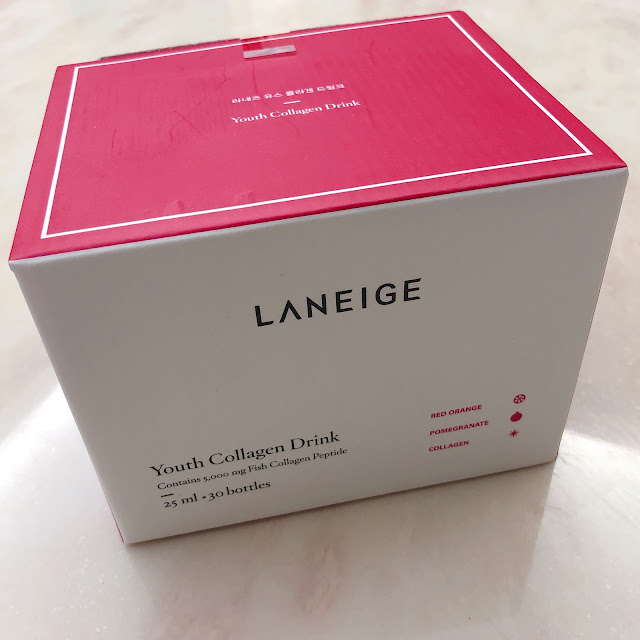 라네즈 유스 콜라겐 드링크
Youth Collagen Drink
LANEIGE
Youth Collagen Drink
Contains 5,000 mg Fish Collagen Peptide
25 ml • 30 bottles
RED ORANGE
POMEGRANATE
COLLAGEN